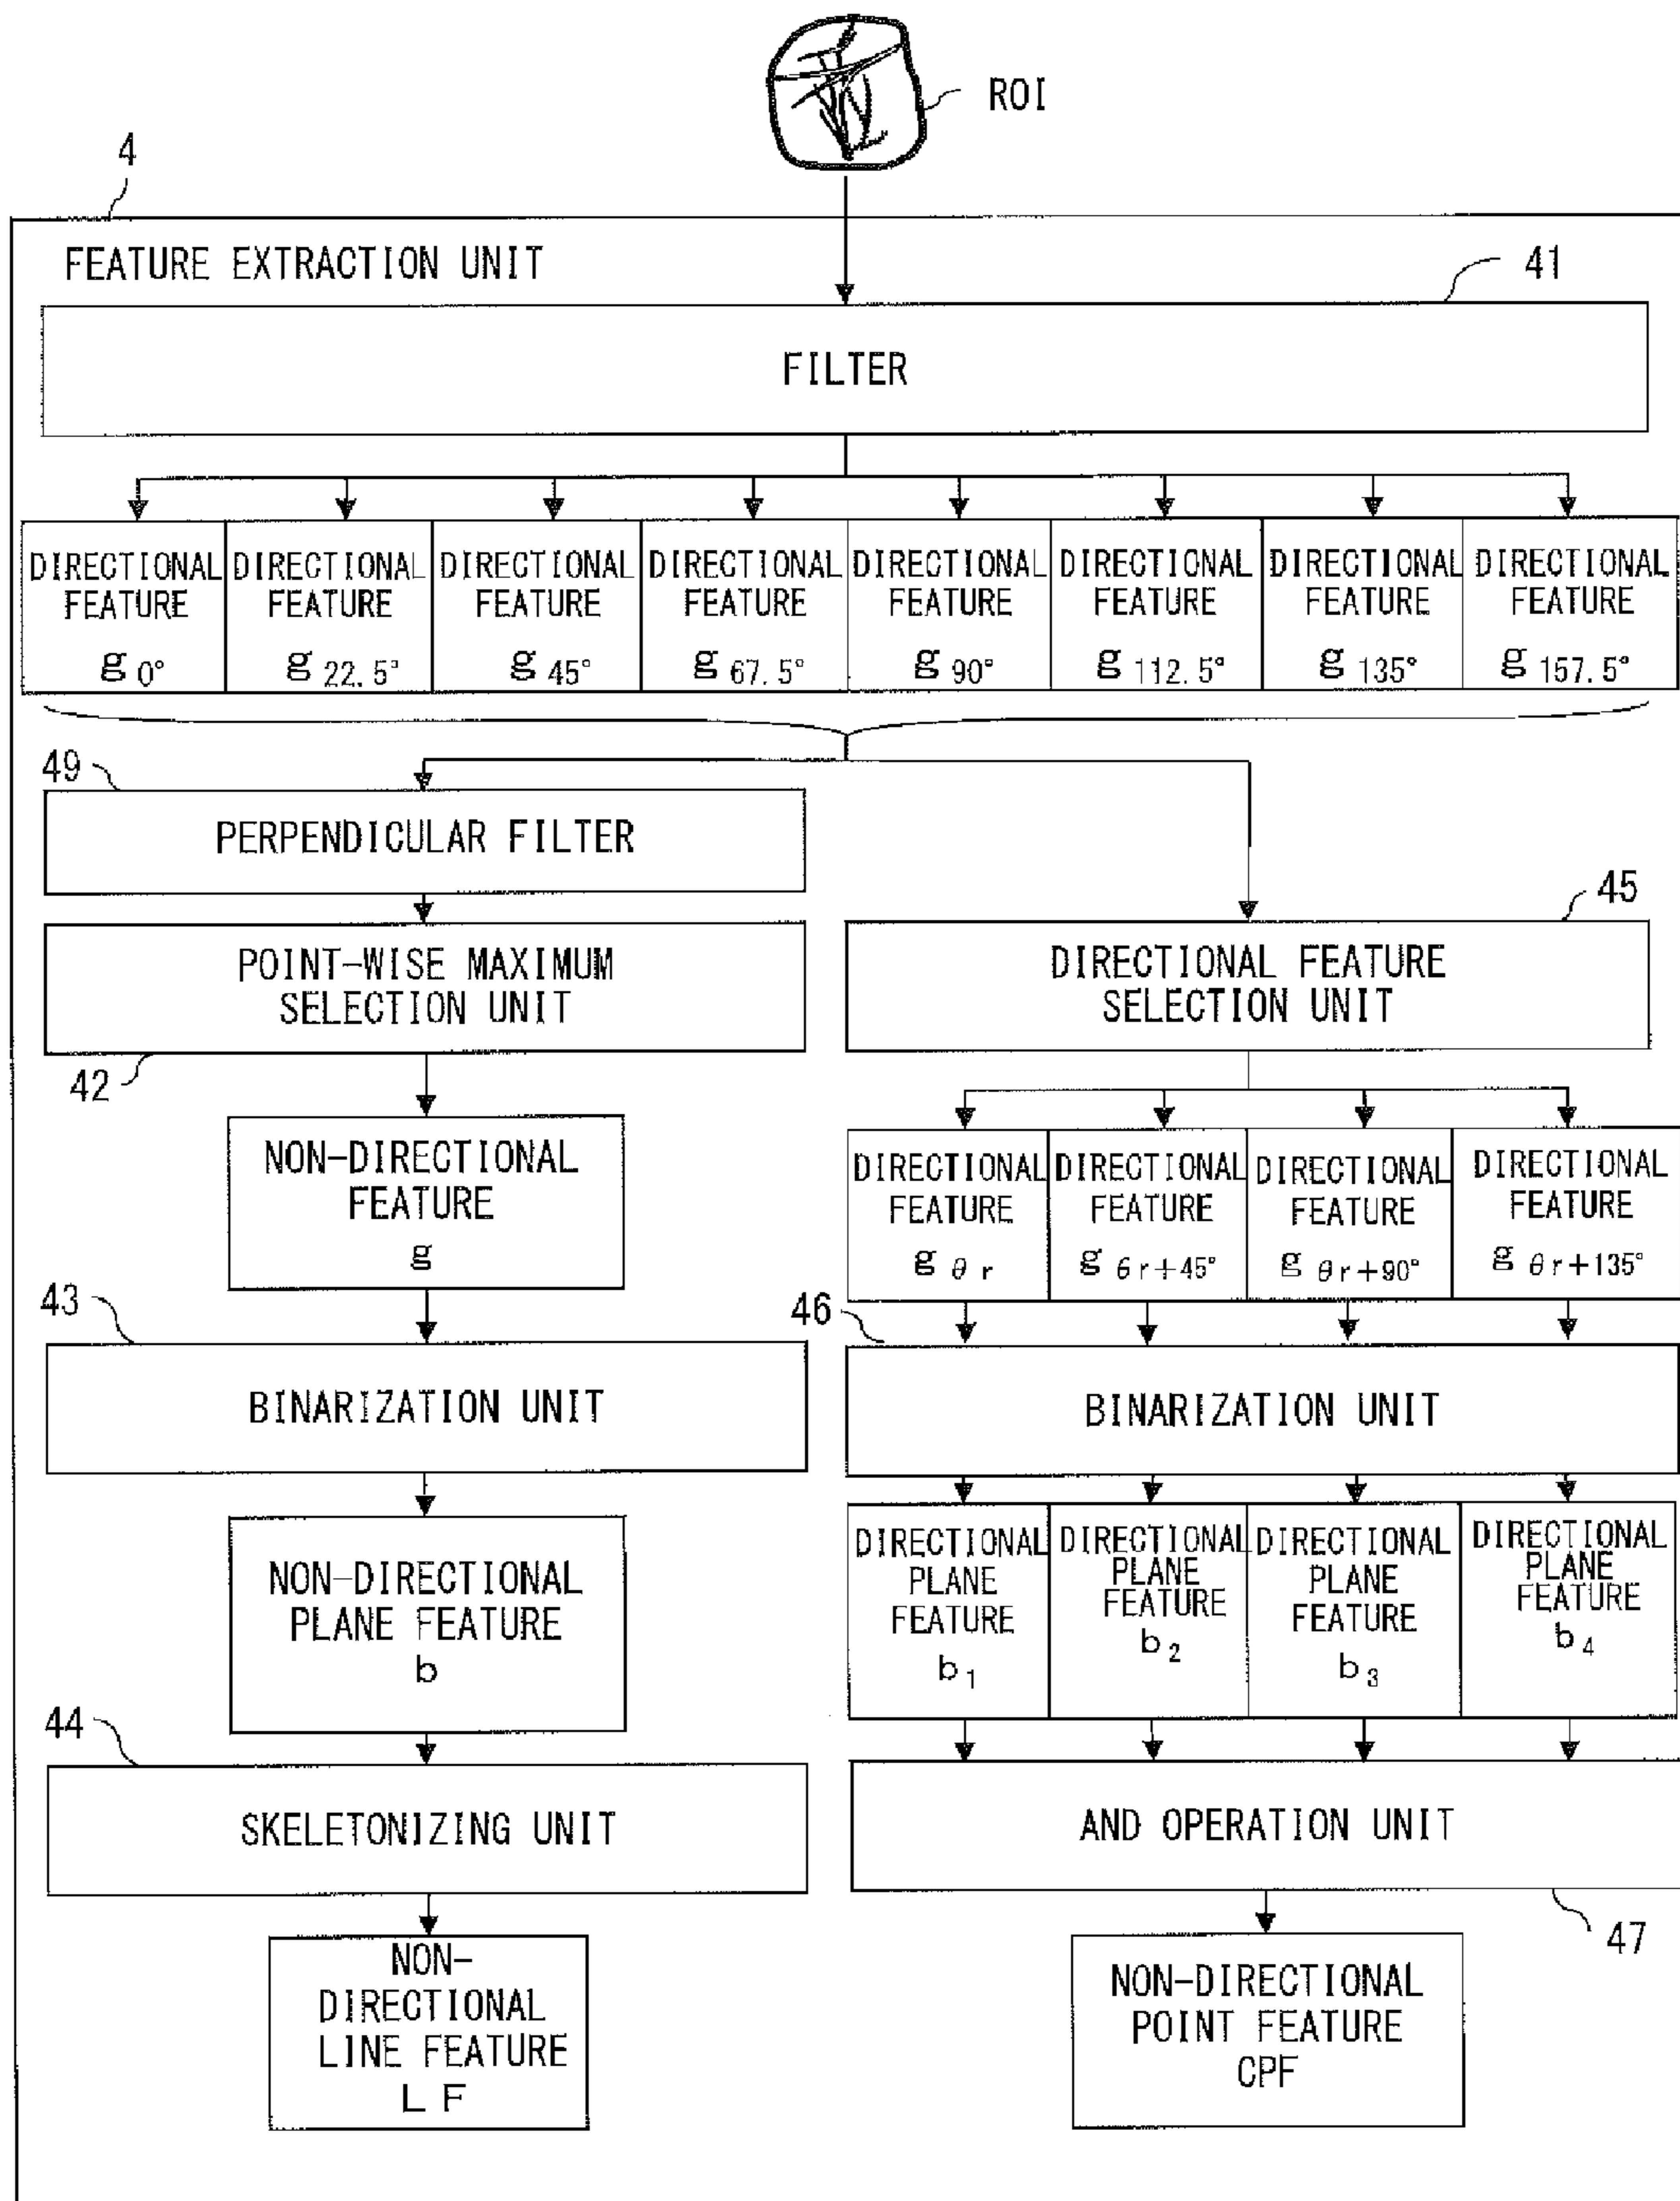 ROI
4
FEATURE EXTRACTION UNIT
41
FILTER
DIRECTIONAL
FEATURE
g 0°
DIRECTIONAL
FEATURE
g 22.5°
DIRECTIONAL
FEATURE
g 45°
DIRECTIONAL
FEATURE
g 67.5°
DIRECTIONAL
FEATURE
g 90°
DIRECTIONAL
FEATURE
g 112.5°
DIRECTIONAL
FEATURE
g 135°
DIRECTIONAL
FEATURE
g 157.5°
49
PERPENDICULAR FILTER
POINT-WISE MAXIMUM
SELECTION UNIT
42
NON-DIRECTIONAL
FEATURE
g
43
BINARIZATION UNIT
NON-DIRECTIONAL
PLANE FEATURE
b
44
SKELETONIZING UNIT
NON-
DIRECTIONAL
LINE FEATURE
LF
45
DIRECTIONAL FEATURE
SELECTION UNIT
DIRECTIONAL
FEATURE
g θr
DIRECTIONAL
FEATURE
g θr+45°
DIRECTIONAL
FEATURE
g θr+90°
DIRECTIONAL
FEATURE
g θr+135°
46
BINARIZATION UNIT
DIRECTIONAL
PLANE
FEATURE
b1
DIRECTIONAL
PLANE
FEATURE
b2
DIRECTIONAL
PLANE
FEATURE
b3
DIRECTIONAL
PLANE
FEATURE
b4
AND OPERATION UNIT
47
NON-DIRECTIONAL
POINT FEATURE
CPF